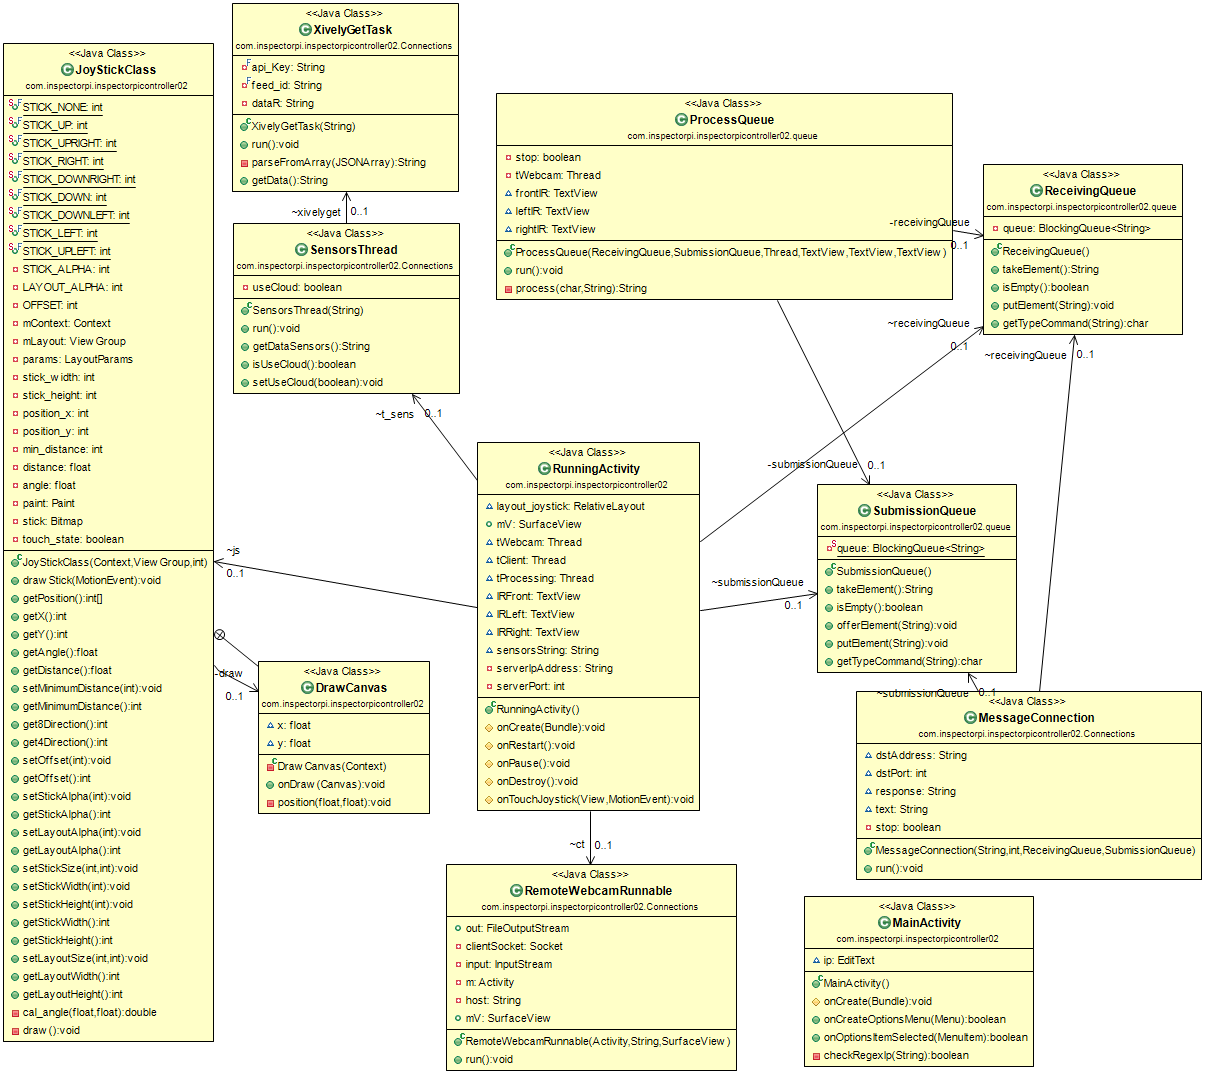 <<Java Class>>
JoyStickClass
com.inspectorpi.inspectorpicontroller02
STICK_NONE: int
STICK_UP: int
STICK_UPRIGHT: int
STICK_RIGHT: int
STICK_DOWNRIGHT: int
STICK_DOWN: int
STICK_DOWNLEFT: int
STICK_LEFT: int
STICK_UPLEFT: int
STICK_ALPHA: int
LAYOUT_ALPHA: int
OFFSET: int
mContext: Context
mLayout: ViewGroup
params: LayoutParams
stick_width: int
stick_height: int
position_x: int
position_y: int
min_distance: int
distance: float
angle: float
paint: Paint
stick: Bitmap
touch_state: boolean
JoyStickClass(Context,ViewGroup,int)
drawStick(MotionEvent):void
getPosition():int[]
getX():int
getY():int
getAngle():float
getDistance():float
setMinimumDistance(int):void
getMinimumDistance():int
get8Direction():int
get4Direction():int
setOffset(int):void
getOffset():int
setStickAlpha(int):void
getStickAlpha():int
setLayoutAlpha(int):void
getLayoutAlpha():int
setStickSize(int,int):void
setStickWidth(int):void
setStickHeight(int):void
getStickWidth():int
getStickHeight():int
setLayoutSize(int,int):void
getLayoutWidth():int
getLayoutHeight():int
cal_angle(float,float):double
draw():void
<<Java Class>>
XivelyGetTask
com.inspectorpi.inspectorpicontroller02.Connections
api_Key: String
feed_id: String
dataR: String
XivelyGetTask(String)
run():void
parseFromArray(JSONArray):String
getData():String
~xivelyget
0..1
<<Java Class>>
SensorsThread
com.inspectorpi.inspectorpicontroller02.Connections
useCloud: boolean
SensorsThread(String)
run():void
getDataSensors():String
isUseCloud():boolean
setUseCloud(boolean):void
~t_sens
0..1
<<Java Class>>
ProcessQueue
com.inspectorpi.inspectorpicontroller02.queue
stop: boolean
tWebcam: Thread
frontIR: TextView
leftIR: TextView
rightIR: TextView
ProcessQueue(ReceivingQueue,SubmissionQueue,Thread,TextView,TextView,TextView)
run():void
process(char,String):String
-receivingQueue
0..1
<<Java Class>>
ReceivingQueue
com.inspectorpi.inspectorpicontroller02.queue
queue: BlockingQueue<String>
ReceivingQueue()
takeElement():String
isEmpty():boolean
putElement(String):void
getTypeCommand(String):char
~receivingQueue
0..1
~receivingQueue
0..1
<<Java Class>>
RunningActivity
com.inspectorpi.inspectorpicontroller02
layout_joystick: RelativeLayout
mV: SurfaceView
tWebcam: Thread
tClient: Thread
tProcessing: Thread
IRFront: TextView
IRLeft: TextView
IRRight: TextView
sensorsString: String
serverIpAddress: String
serverPort: int
RunningActivity()
onCreate(Bundle):void
onRestart():void
onPause():void
onDestroy():void
onTouchJoystick(View,MotionEvent):void
~js
0..1
-submissionQueue
0..1
<<Java Class>>
SubmissionQueue
com.inspectorpi.inspectorpicontroller02.queue
queue: BlockingQueue<String>
SubmissionQueue()
takeElement():String
isEmpty():boolean
offerElement(String):void
putElement(String):void
getTypeCommand(String):char
~submissionQueue
0..1
~submissionQueue
0..1
-draw
0..1
<<Java Class>>
DrawCanvas
com.inspectorpi.inspectorpicontroller02
x: float
y: float
DrawCanvas(Context)
onDraw(Canvas):void
position(float,float):void
<<Java Class>>
MessageConnection
com.inspectorpi.inspectorpicontroller02.Connections
dstAddress: String
dstPort: int
response: String
text: String
stop: boolean
MessageConnection(String,int,ReceivingQueue,SubmissionQueue)
run():void
~ct
0..1
<<Java Class>>
RemoteWebcamRunnable
com.inspectorpi.inspectorpicontroller02.Connections
out: FileOutputStream
clientSocket: Socket
input: InputStream
m: Activity
host: String
mV: SurfaceView
RemoteWebcamRunnable(Activity,String,SurfaceView)
run():void
<<Java Class>>
MainActivity
com.inspectorpi.inspectorpicontroller02
ip: EditText
MainActivity()
onCreate(Bundle):void
onCreateOptionsMenu(Menu):boolean
onOptionsItemSelected(MenuItem):boolean
checkRegexIp(String):boolean